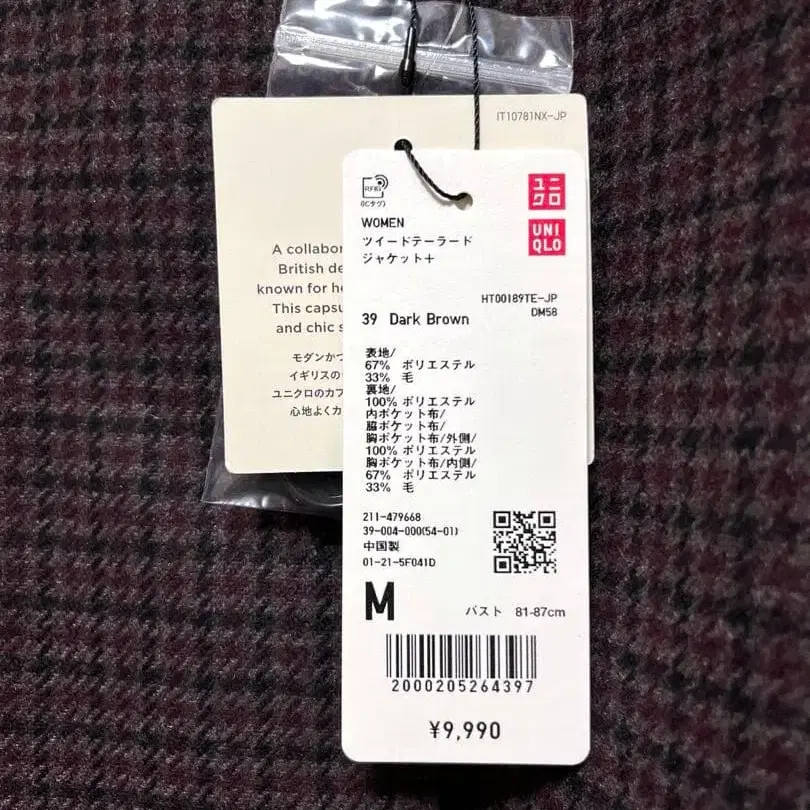 IT10781NX-JP
A collabor
British de
known for he
This capsu
and chic s
モダンかつ
イギリスの
ユニクロのカフ
心地よくカ
RFID
(ICタグ)
ユニ
クロ
UNI
QLO
WOMEN
ツイードテーラード
ジャケット+
HT00189TE-JP
DM58
39 Dark Brown
表地/
67% ポリエステル
33% 毛
裏地/
100% ポリエステル
内ポケット布/
脇ポケット布/
胸ポケット布/外側/
100% ポリエステル
胸ポケット布/内側/
67% ポリエステル
33% 毛
211-479668
39-004-000(54-01)
中国製
01-21-5F041D
M バスト 81-87cm
2000205264397
¥9,990